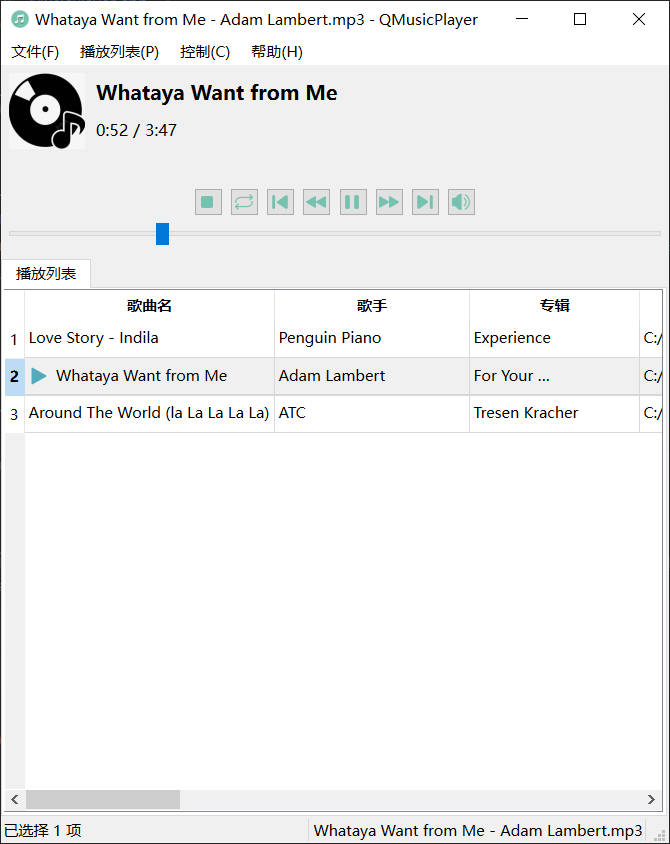 Whataya Want from Me - Adam Lambert.mp3 - QMusicPlayer
文件(F) 播放列表(P) 控制(C) 帮助(H)
Whataya Want from Me
0:52 / 3:47
播放列表
歌曲名 歌手 专辑
1 Love Story - Indila Penguin Piano Experience C:/
2 Whataya Want from Me Adam Lambert For Your ... C:/
3 Around The World (la La La La La) ATC Tresen Kracher C:/
已选择 1 项 Whataya Want from Me - Adam Lambert.mp3